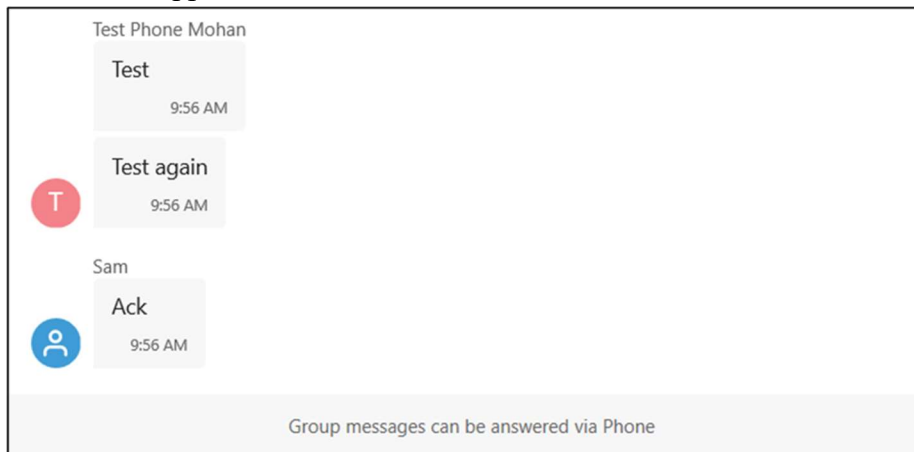 Test Phone Mohan
Test
9:56 AM
Test again
9:56 AM
T
Sam
Ack
9:56 AM
Group messages can be answered via Phone